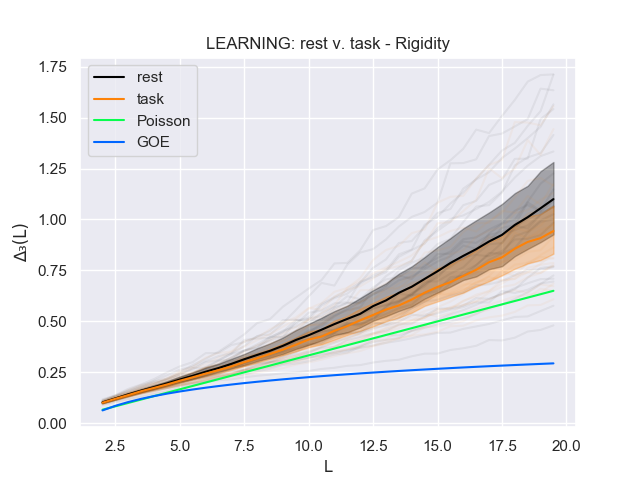 LEARNING: rest v. task - Rigidity
rest
task
Poisson
GOE
1.75
1.50
1.25
1.00
0.75
0.50
0.25
0.00
Δ₃(L)
2.5 5.0 7.5 10.0 12.5 15.0 17.5 20.0
L